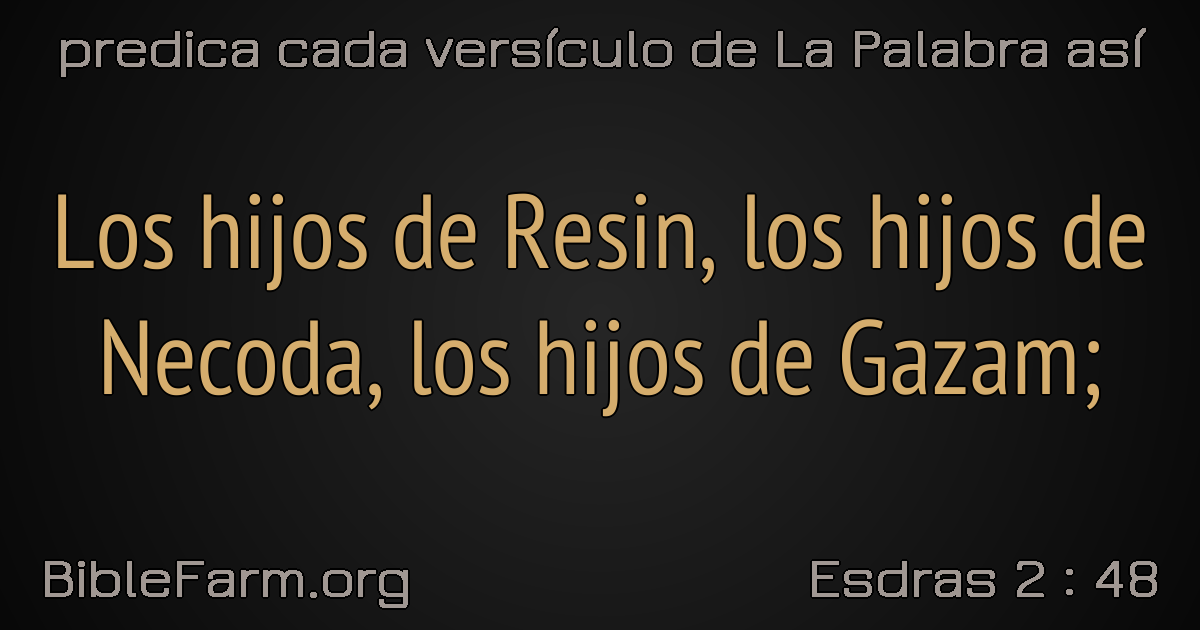 predica cada versículo de La Palabra así
Los hijos de Resin, los hijos de
Necoda, los hijos de Gazam;
BibleFarm.org
Esdras 2 : 48